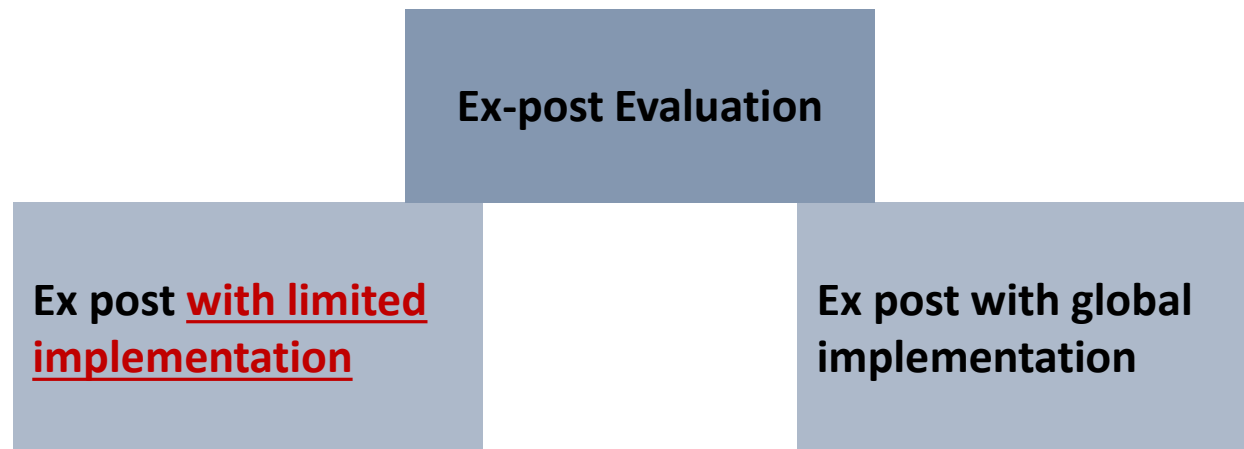 Ex-post Evaluation
Ex post with limited
implementation
Ex post with global
implementation